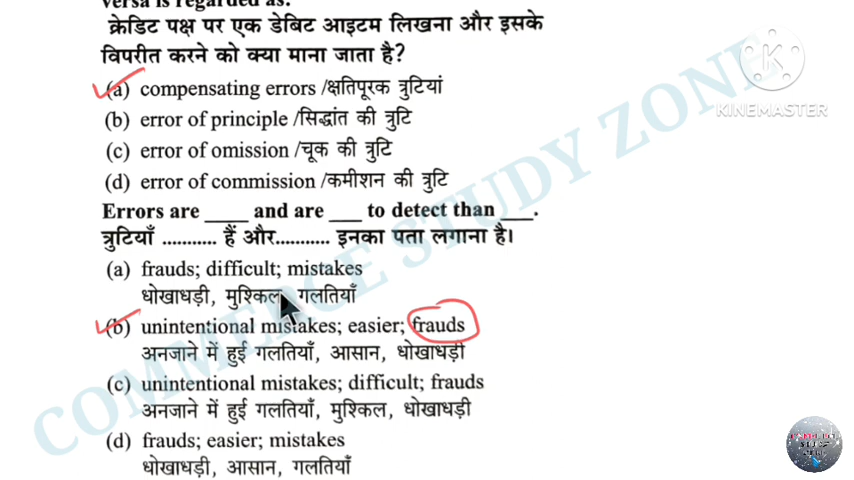 versa is regarded as:
क्रेडिट पक्ष पर एक डेबिट आइटम लिखना और इसके
विपरीत करने को क्या माना जाता है?
(a) compensating errors /क्षतिपूरक त्रुटियां
(b) error of principle /सिद्धांत की त्रुटि
(c) error of omission /चूक की त्रुटि
(d) error of commission /कमीशन की त्रुटि
Errors are ____ and are ___ to detect than ___.
त्रुटियाँ ........... हैं और........... इनका पता लगाना है।
(a) frauds; difficult; mistakes
धोखाधड़ी, मुश्किल, गलतियाँ
(b) unintentional mistakes; easier; frauds
अनजाने में हुई गलतियाँ, आसान, धोखाधड़ी
(c) unintentional mistakes; difficult; frauds
अनजाने में हुई गलतियाँ, मुश्किल, धोखाधड़ी
(d) frauds; easier; mistakes
धोखाधड़ी, आसान, गलतियाँ
COMMERCE STUDY ZONE
KINEMASTER